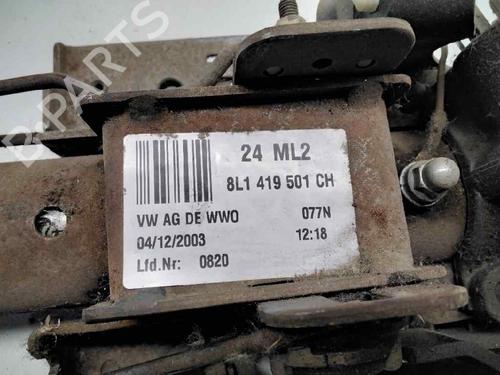 B-PARTS
24 ML2
8L1 419 501 CH
VW AG DE WWO 077N
04/12/2003 12:18
Lfd.Nr: 0820